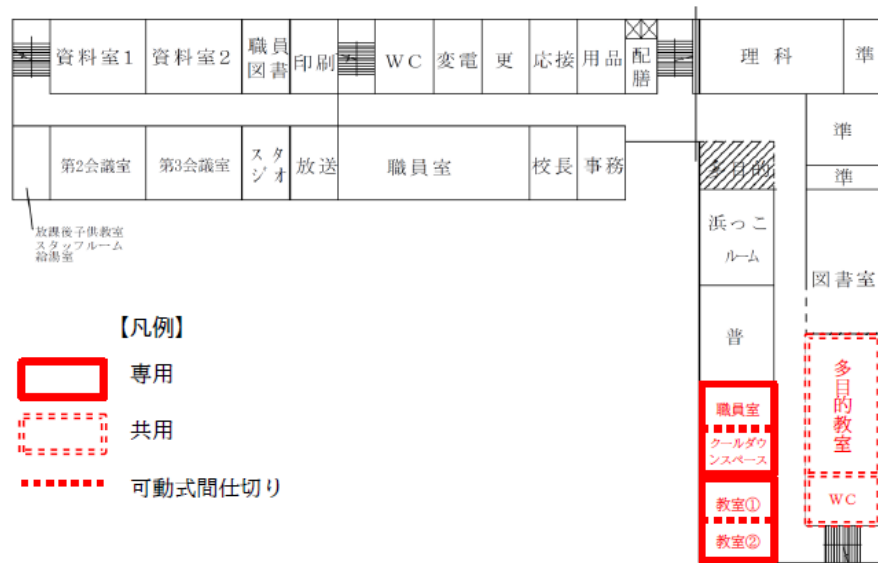 資料室1
資料室2
職員
図書
印刷
WC
変電
更
応接
用品
配
膳
理科
準
準
準
第2会議室
第3会議室
スタ
ジオ
放送
職員室
校長
事務
多目的
浜っこ
ルーム
図書室
普
放課後子供教室
スタッフルーム
給湯室
【凡例】
専用
共用
可動式間仕切り
職員室
クールダウ
ンスペース
教室①
教室②
多目的教室
WC